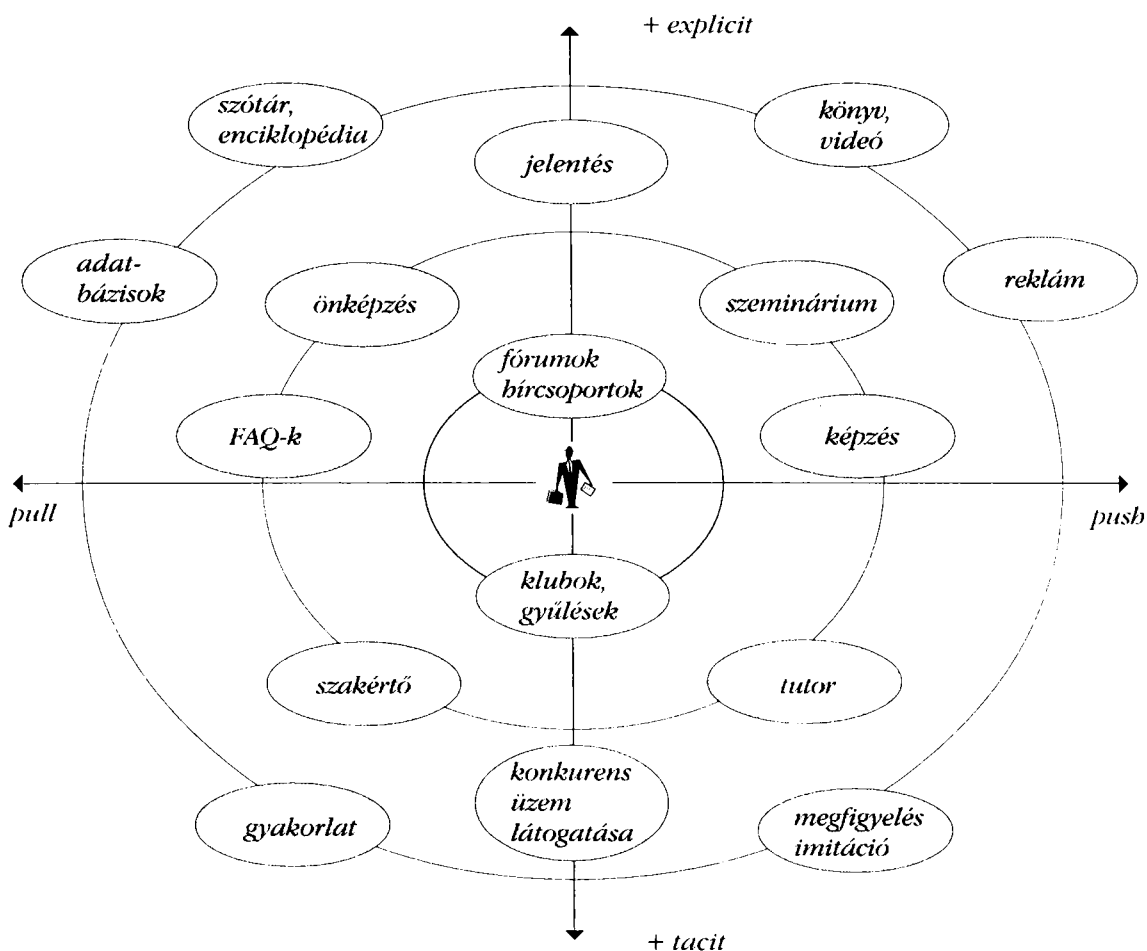 + explicit
szótár,
enciklopédia
könyv,
videó
jelentés
adat-
bázisok
önképzés
szeminárium
reklám
fórumok
hírcsoportok
FAQ-k
képzés
pull
push
klubok,
gyűlések
szakértő
tutor
konkurens
üzem
látogatása
gyakorlat
megfigyelés
imitáció
+ tacit